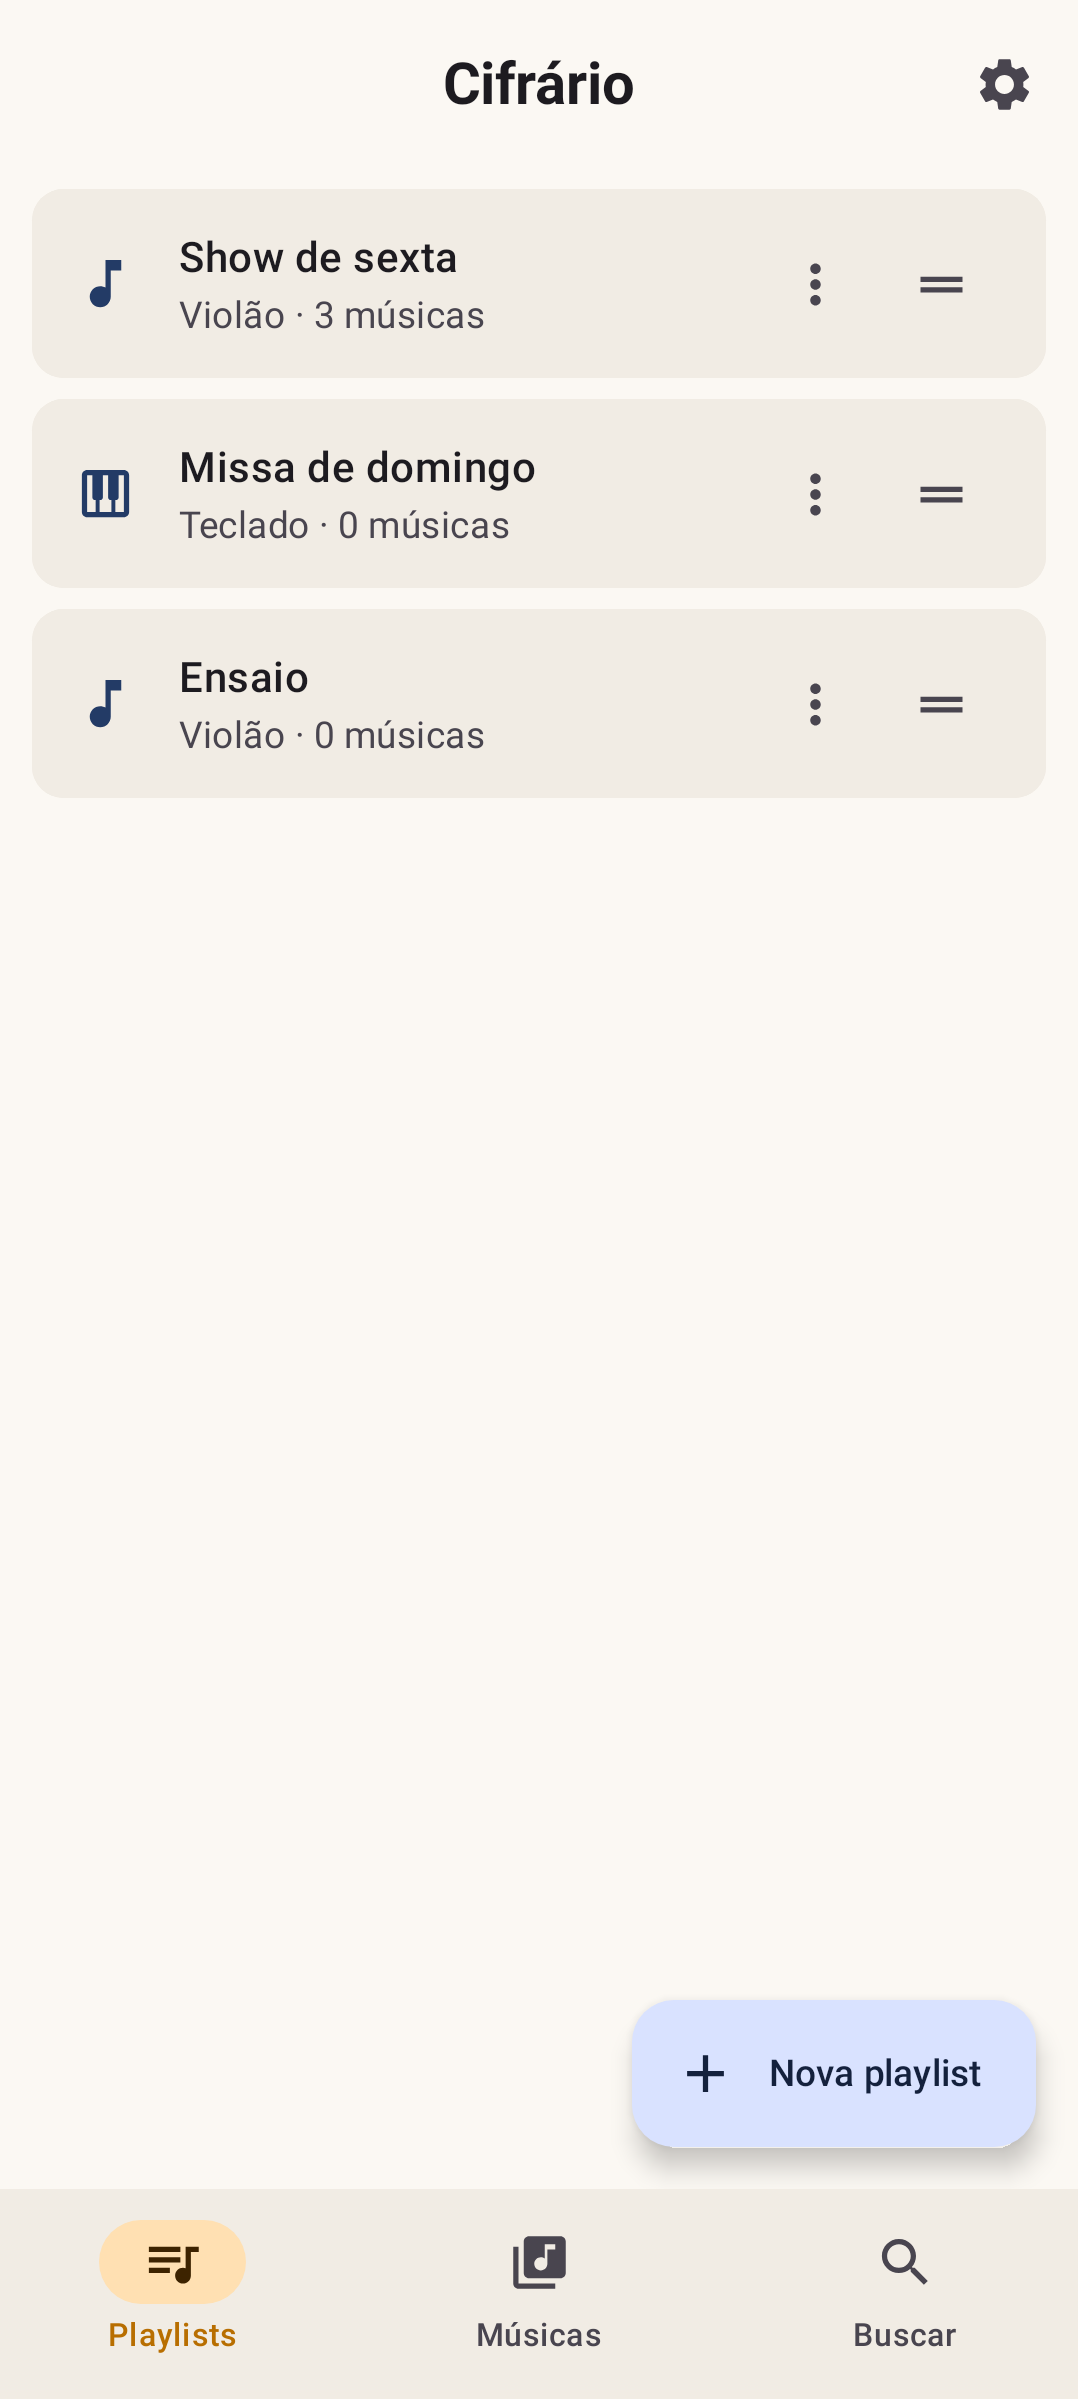 Cifrário
Show de sexta
Violão · 3 músicas
Missa de domingo
Teclado · 0 músicas
Ensaio
Violão · 0 músicas
Nova playlist
Playlists
Músicas
Buscar